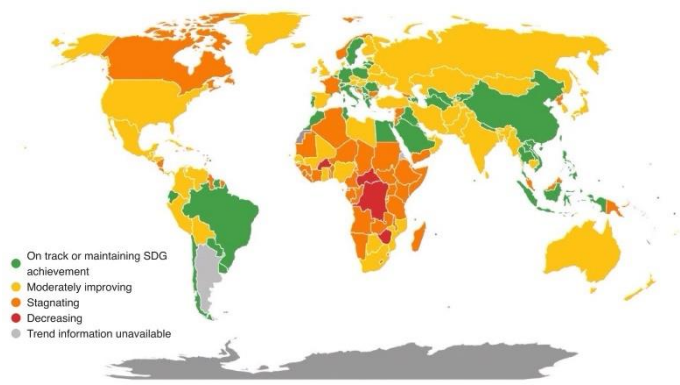 On track or maintaining SDG
achievement
Moderately improving
Stagnating
Decreasing
Trend information unavailable